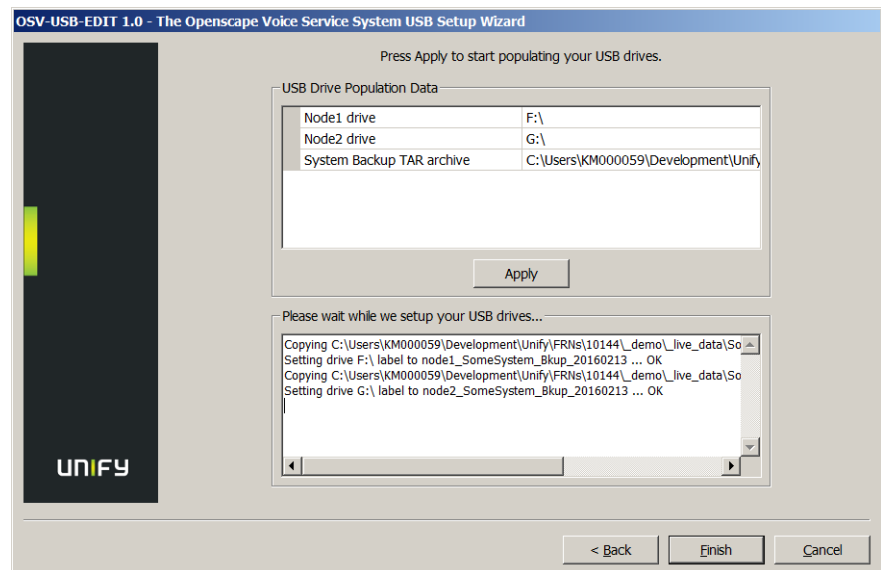 OSV-USB-EDIT 1.0 - The Openscape Voice Service System USB Setup Wizard
Press Apply to start populating your USB drives.
USB Drive Population Data
Node1 drive F:\
Node2 drive G:\
System Backup TAR archive C:\Users\KM000059\Development\Unify
Apply
Please wait while we setup your USB drives...
Copying C:\Users\KM000059\Development\Unify\FRNs\10144\_demo\_live_data\So
Setting drive F:\ label to node1_SomeSystem_Bkup_20160213 ... OK
Copying C:\Users\KM000059\Development\Unify\FRNs\10144\_demo\_live_data\So
Setting drive G:\ label to node2_SomeSystem_Bkup_20160213 ... OK
UNIFY
< Back Finish Cancel